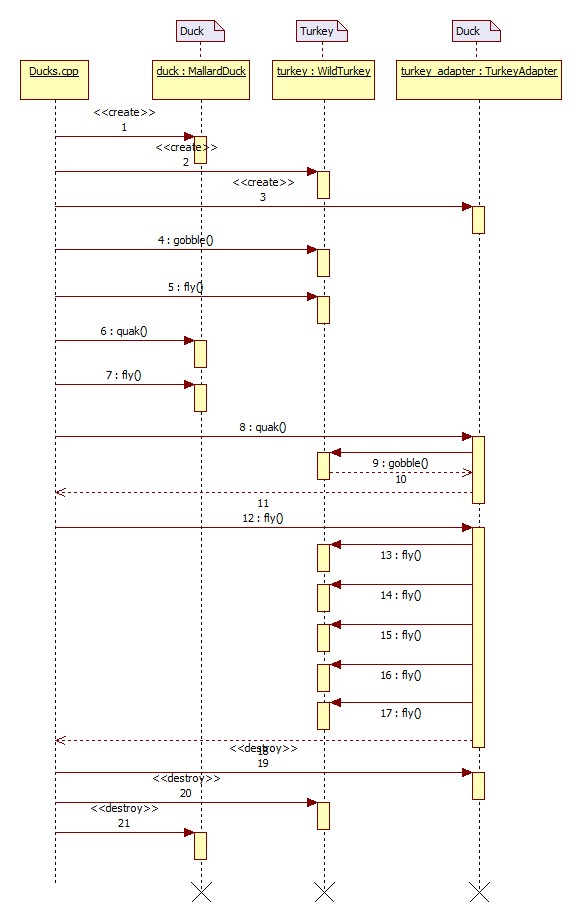 Duck
Turkey
Duck
Ducks.cpp
duck : MallardDuck
turkey : WildTurkey
turkey_adapter : TurkeyAdapter
<<create>>
1
<<create>>
2
<<create>>
3
4 : gobble()
5 : fly()
6 : quak()
7 : fly()
8 : quak()
9 : gobble()
10
11
12 : fly()
13 : fly()
14 : fly()
15 : fly()
16 : fly()
17 : fly()
18
<<destroy>>
19
<<destroy>>
20
<<destroy>>
21